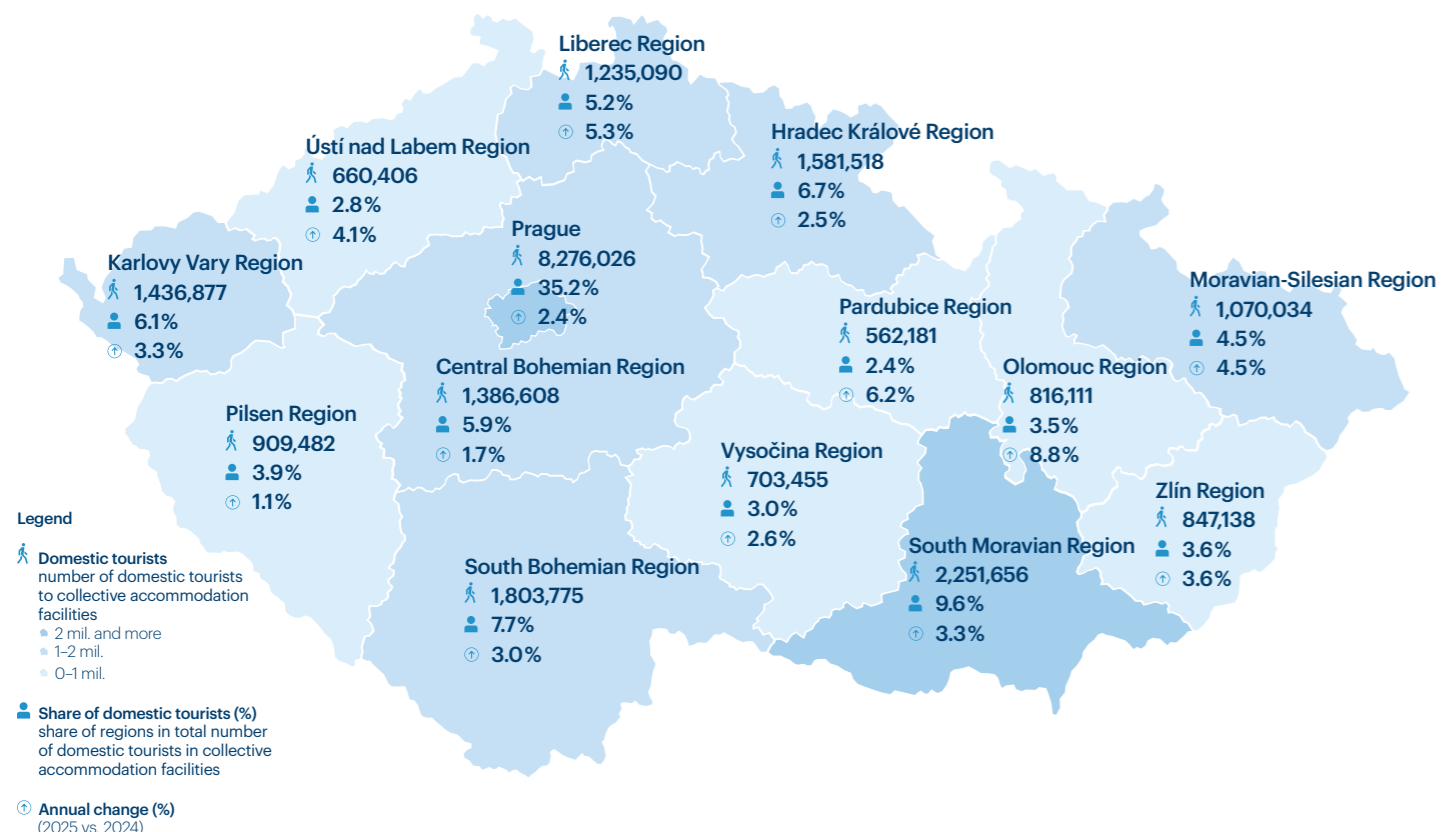 Liberec Region
1,235,090
5.2%
5.3%
Hradec Králové Region
1,581,518
6.7%
2.5%
Ústí nad Labem Region
660,406
2.8%
4.1%
Prague
8,276,026
35.2%
2.4%
Karlovy Vary Region
1,436,877
6.1%
3.3%
Moravian-Silesian Region
1,070,034
4.5%
4.5%
Pardubice Region
562,181
2.4%
6.2%
Central Bohemian Region
1,386,608
5.9%
1.7%
Olomouc Region
816,111
3.5%
8.8%
Pilsen Region
909,482
3.9%
1.1%
Vysočina Region
703,455
3.0%
2.6%
Zlín Region
847,138
3.6%
3.6%
South Moravian Region
2,251,656
9.6%
3.3%
South Bohemian Region
1,803,775
7.7%
3.0%
Legend
Domestic tourists
number of domestic tourists
to collective accommodation
facilities
2 mil. and more
1–2 mil.
0–1 mil.
Share of domestic tourists (%)
share of regions in total number
of domestic tourists in collective
accommodation facilities
Annual change (%)
(2025 vs. 2024)